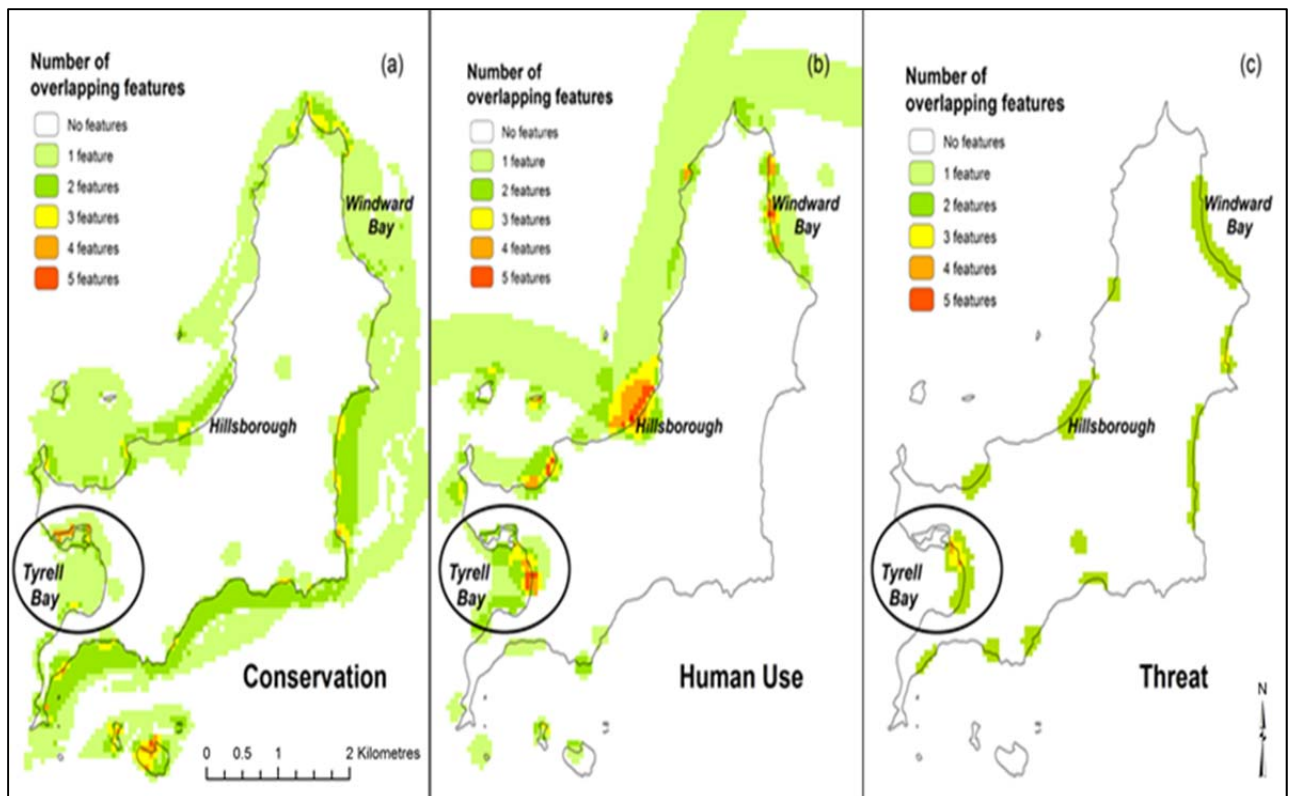 (a)
Number of
overlapping features
No features
1 feature
2 features
3 features
4 features
5 features
Windward
Bay
Hillsborough
Tyrell
Bay
Conservation
0 0.5 1 2 Kilometres
(b)
Number of
overlapping features
No features
1 feature
2 features
3 features
4 features
5 features
Windward
Bay
Hillsborough
Tyrell
Bay
Human Use
(c)
Number of
overlapping features
No features
1 feature
2 features
3 features
4 features
5 features
Windward
Bay
Hillsborough
Tyrell
Bay
Threat
N